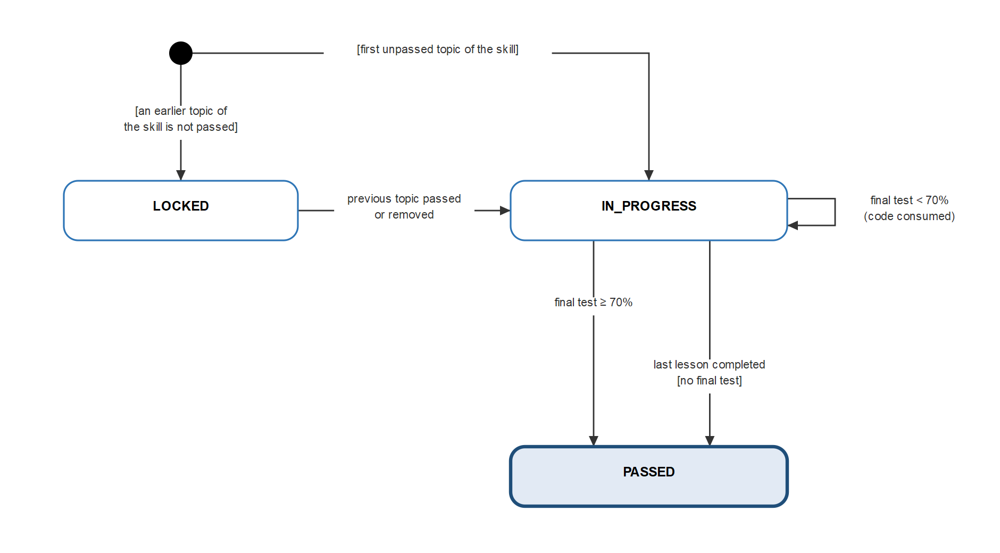 [first unpassed topic of the skill]
[an earlier topic of
the skill is not passed]
LOCKED
previous topic passed
or removed
IN_PROGRESS
final test < 70%
(code consumed)
final test ≥ 70%
last lesson completed
[no final test]
PASSED